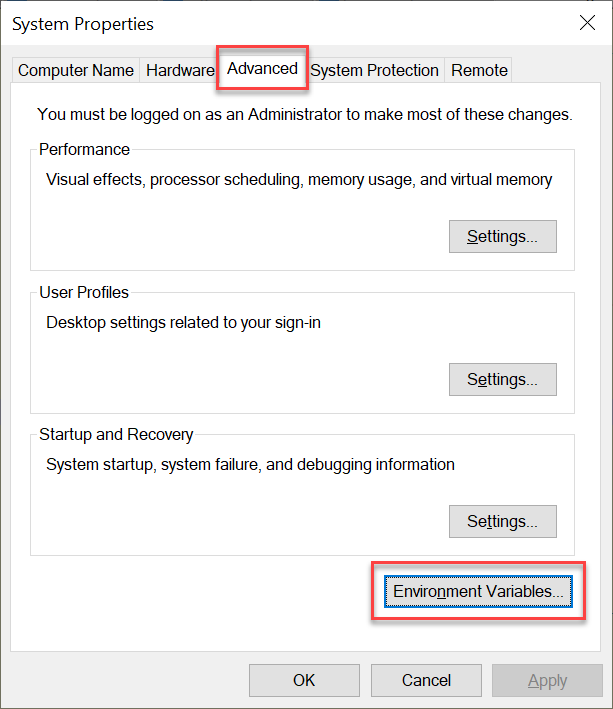 System Properties
Computer Name Hardware Advanced System Protection Remote
You must be logged on as an Administrator to make most of these changes.
Performance
Visual effects, processor scheduling, memory usage, and virtual memory
Settings...
User Profiles
Desktop settings related to your sign-in
Settings...
Startup and Recovery
System startup, system failure, and debugging information
Settings...
Environment Variables...
OK Cancel Apply